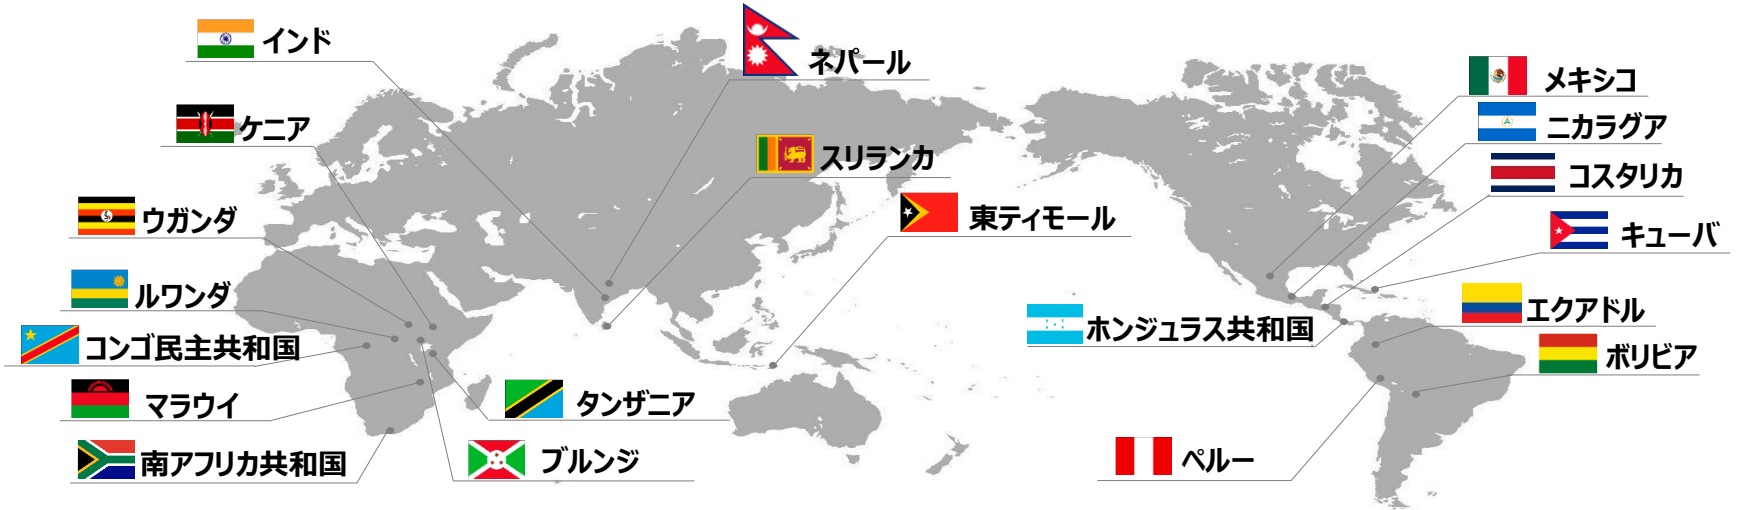 インド
ネパール
メキシコ
ケニア
ニカラグア
スリランカ
コスタリカ
ウガンダ
東ティモール
キューバ
ルワンダ
エクアドル
コンゴ民主共和国
ホンジュラス共和国
ボリビア
マラウイ
タンザニア
南アフリカ共和国
ブルンジ
ペルー